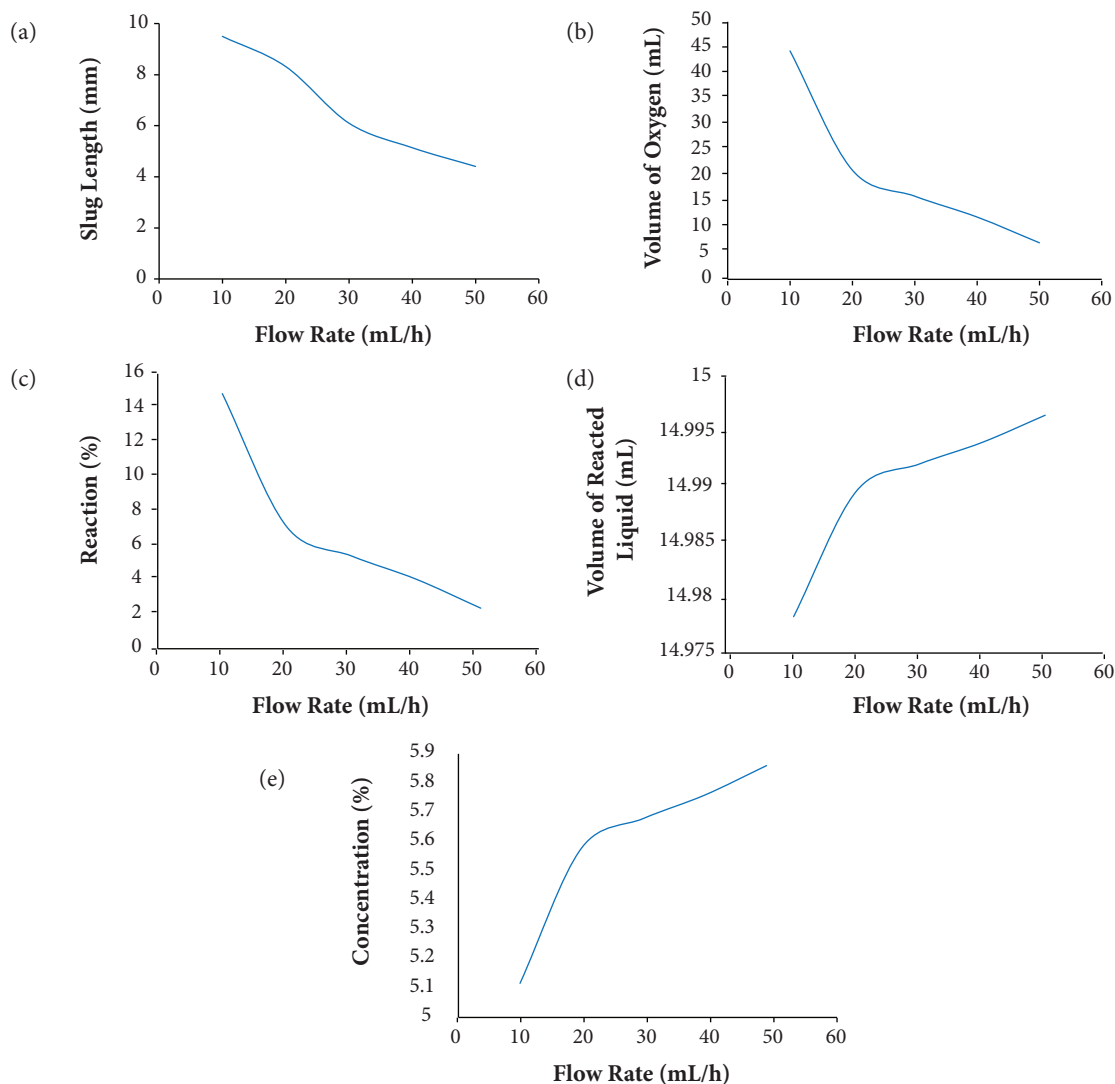 (a)
10
8
6
4
2
0
Slug Length (mm)
0 10 20 30 40 50 60
Flow Rate (mL/h)
(b)
50
45
40
35
30
25
20
15
10
5
0
Volume of Oxygen (mL)
0 10 20 30 40 50 60
Flow Rate (mL/h)
(c)
16
14
12
10
8
6
4
2
0
Reaction (%)
0 10 20 30 40 50 60
Flow Rate (mL/h)
(d)
15
14.995
14.99
14.985
14.98
14.975
Volume of Reacted
Liquid (mL)
0 10 20 30 40 50 60
Flow Rate (mL/h)
(e)
5.9
5.8
5.7
5.6
5.5
5.4
5.3
5.2
5.1
5
Concentration (%)
0 10 20 30 40 50 60
Flow Rate (mL/h)